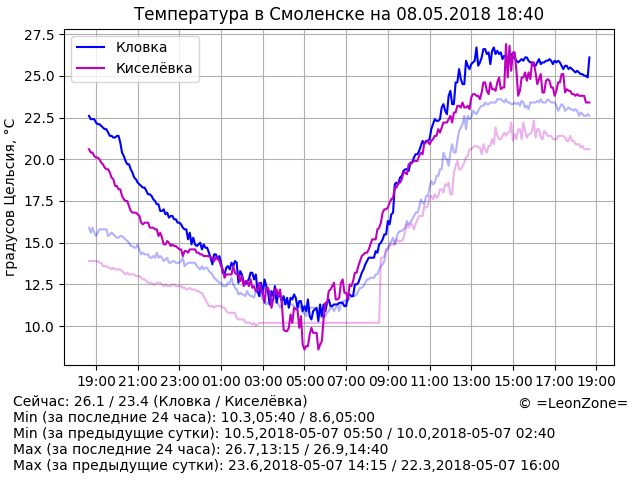 Температура в Смоленске на 08.05.2018 18:40
27.5
25.0
22.5
20.0
17.5
15.0
12.5
10.0
градусов Цельсия, °C
Кловка
Киселёвка
19:00 21:00 23:00 01:00 03:00 05:00 07:00 09:00 11:00 13:00 15:00 17:00 19:00
Сейчас: 26.1 / 23.4 (Кловка / Киселёвка)
© =LeonZone=
Min (за последние 24 часа): 10.3,05:40 / 8.6,05:00
Min (за предыдущие сутки): 10.5,2018-05-07 05:50 / 10.0,2018-05-07 02:40
Max (за последние 24 часа): 26.7,13:15 / 26.9,14:40
Max (за предыдущие сутки): 23.6,2018-05-07 14:15 / 22.3,2018-05-07 16:00